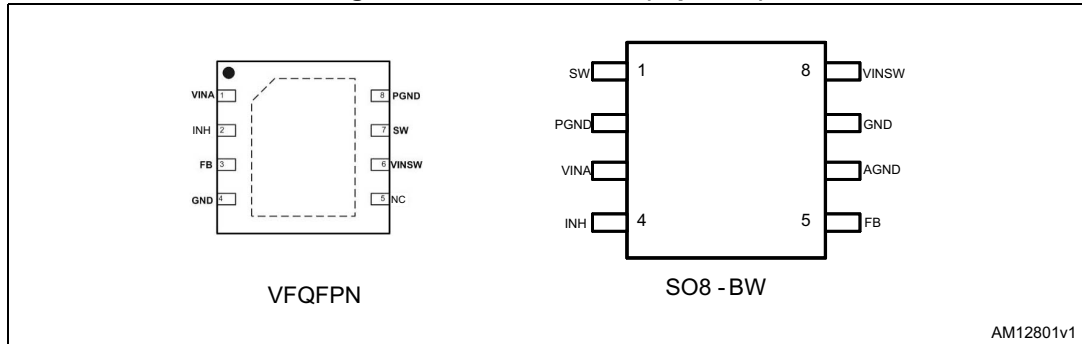 VINA 1 8 PGND
INH 2 7 SW
FB 3 6 VINSW
GND 4 5 NC
VFQFPN
SW 1 8 VINSW
PGND GND
VINA AGND
INH 4 5 FB
SO8 - BW
AM12801v1